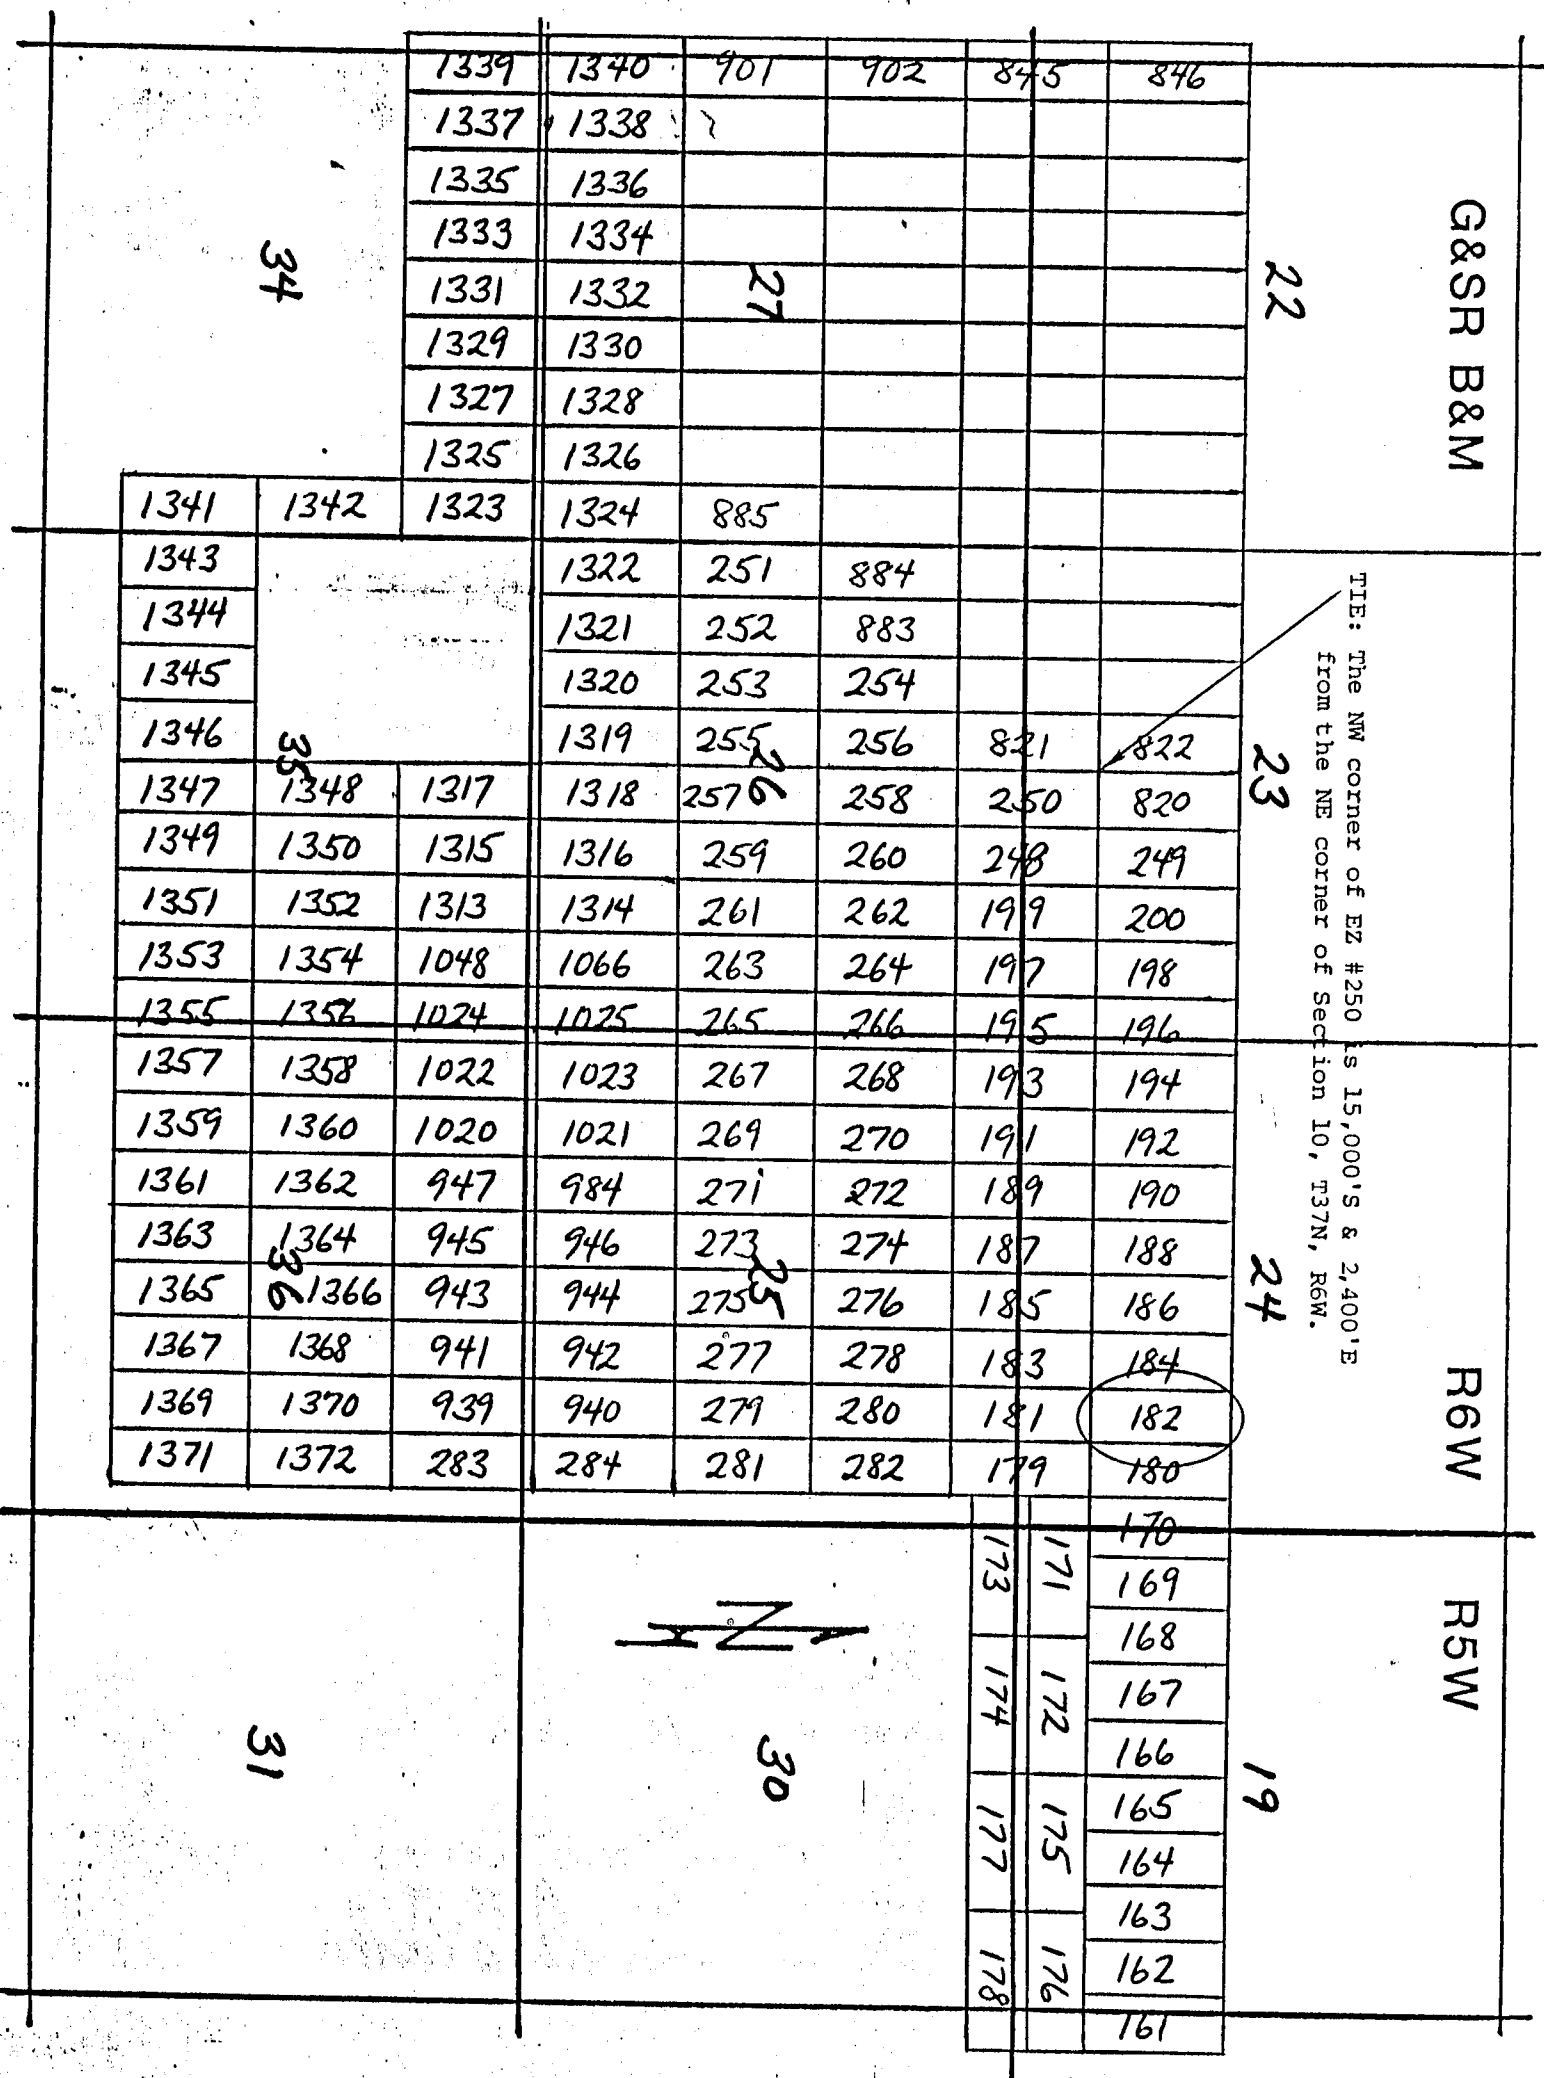 G&SR B&M R6W R5W
TIE: The NW corner of EZ #250 is 15,000'S & 2,400'E
from the NE corner of Section 10, T37N, R6W.
22 23 24 19
27 26 25 30
34 35 36 31
N
1339 1340 901 902 845 846
1337 1338
1335 1336
1333 1334
1331 1332
1329 1330
1327 1328
1325 1326
1341 1342 1323 1324 885
1343 1322 251 884
1344 1321 252 883
1345 1320 253 254
1346 1319 255 256 821 822
1347 1348 1317 1318 257 258 250 820
1349 1350 1315 1316 259 260 248 249
1351 1352 1313 1314 261 262 199 200
1353 1354 1048 1066 263 264 197 198
1355 1356 1024 1025 265 266 195 196
1357 1358 1022 1023 267 268 193 194
1359 1360 1020 1021 269 270 191 192
1361 1362 947 984 271 272 189 190
1363 1364 945 946 273 274 187 188
1365 1366 943 944 275 276 185 186
1367 1368 941 942 277 278 183 184
1369 1370 939 940 279 280 181 182
1371 1372 283 284 281 282 179 180
173 171 170
169
168
174 172 167
166
177 175 165
164
163
178 176 162
161